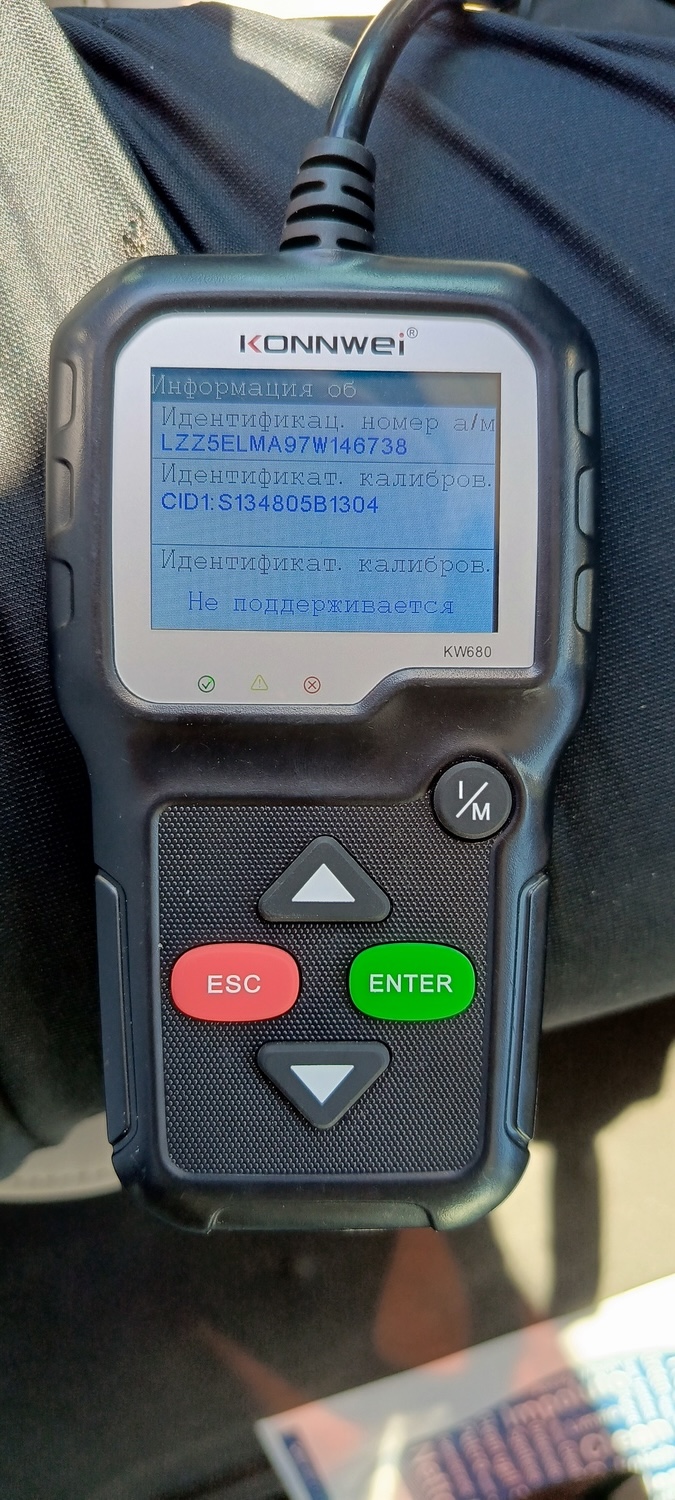 KONNWEI®
Информация об
Идентификац. номер а/м
LZZ5ELMA97W146738
Идентификат. калибров.
CID1:S134805B1304
Идентификат. калибров.
Не поддерживается
KW680
I/M
ESC
ENTER